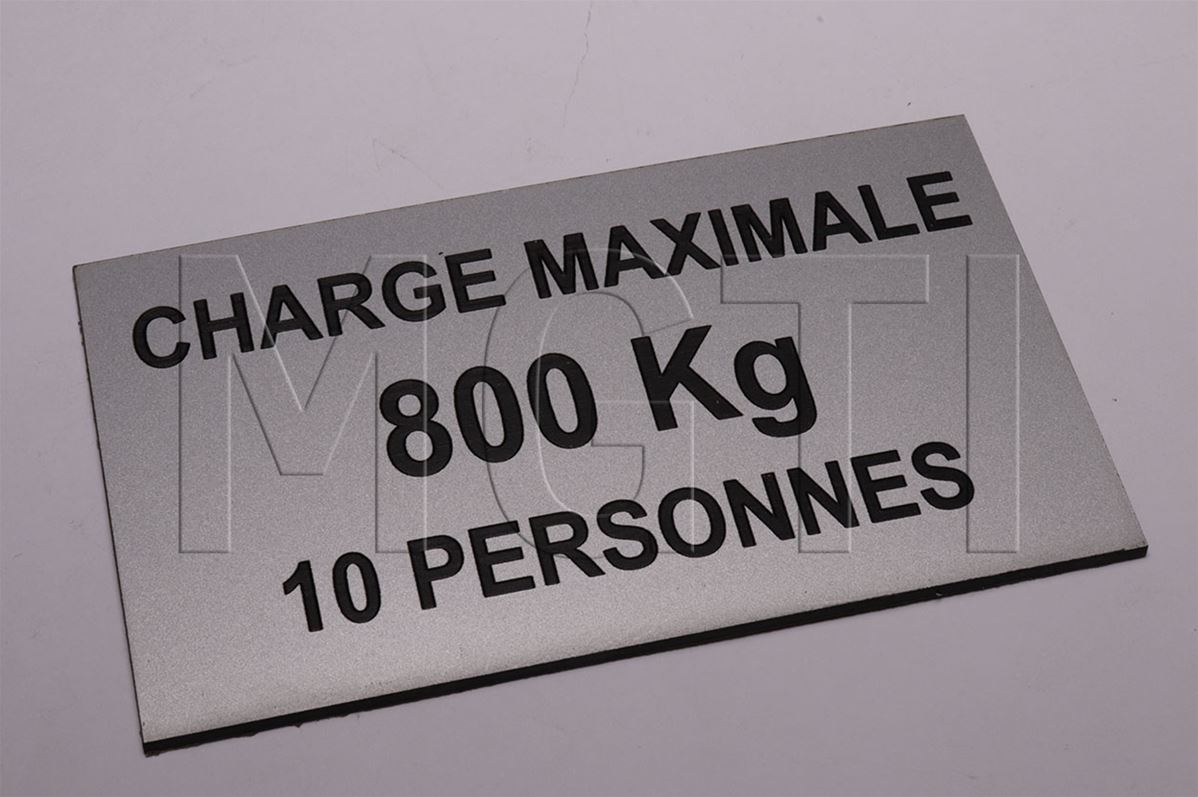 CHARGE MAXIMALE
800 Kg
10 PERSONNES
MGTI